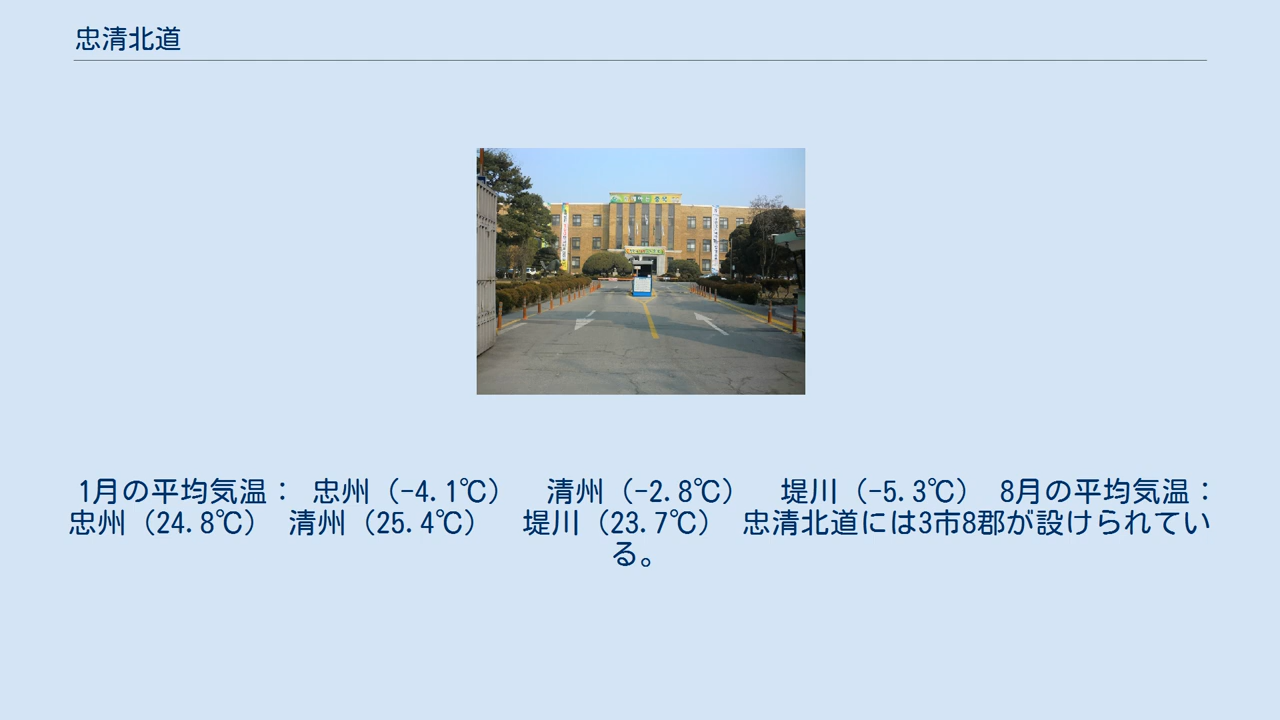 忠清北道
1月の平均気温： 忠州（-4.1℃） 清州（-2.8℃） 堤川（-5.3℃） 8月の平均気温：
忠州（24.8℃） 清州（25.4℃） 堤川（23.7℃） 忠清北道には3市8郡が設けられてい
る。